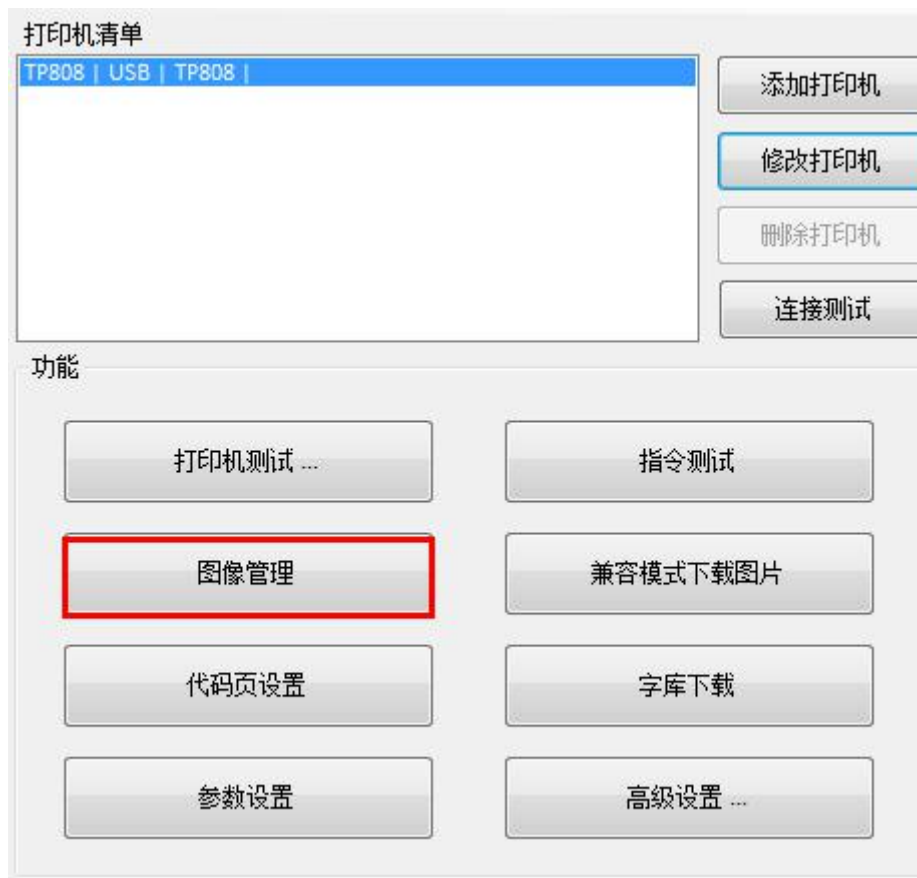 打印机清单
TP808 | USB | TP808 |
添加打印机
修改打印机
删除打印机
连接测试
功能
打印机测试 ...
指令测试
图像管理
兼容模式下载图片
代码页设置
字库下载
参数设置
高级设置 ...